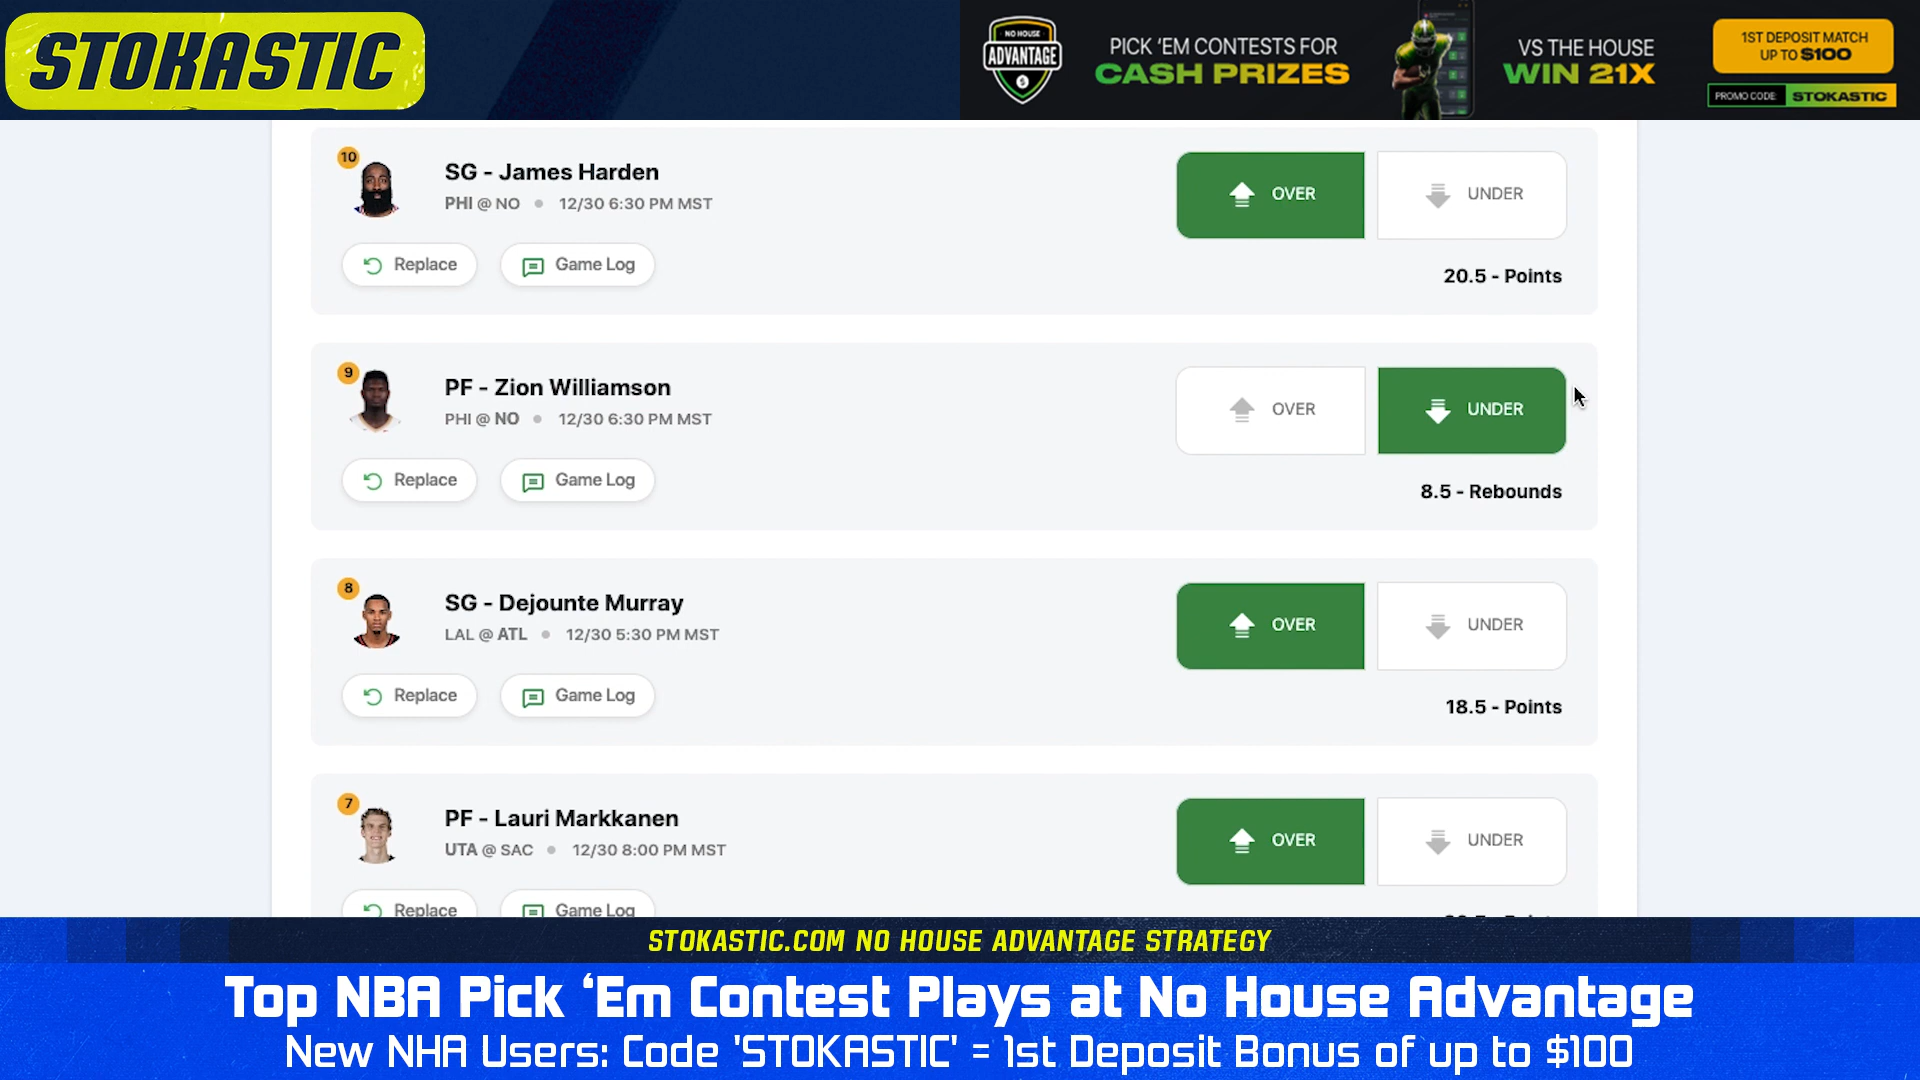 STOKASTIC
NO HOUSE
ADVANTAGE
PICK ‘EM CONTESTS FOR
CASH PRIZES
VS THE HOUSE
WIN 21X
1ST DEPOSIT MATCH
UP TO $100
PROMO CODE STOKASTIC
10
SG - James Harden
PHI @ NO • 12/30 6:30 PM MST
OVER UNDER
Replace Game Log
20.5 - Points
9
PF - Zion Williamson
PHI @ NO • 12/30 6:30 PM MST
OVER UNDER
Replace Game Log
8.5 - Rebounds
8
SG - Dejounte Murray
LAL @ ATL • 12/30 5:30 PM MST
OVER UNDER
Replace Game Log
18.5 - Points
7
PF - Lauri Markkanen
UTA @ SAC • 12/30 8:00 PM MST
OVER UNDER
Replace Game Log
STOKASTIC.COM NO HOUSE ADVANTAGE STRATEGY
Top NBA Pick ‘Em Contest Plays at No House Advantage
New NHA Users: Code 'STOKASTIC' = 1st Deposit Bonus of up to $100